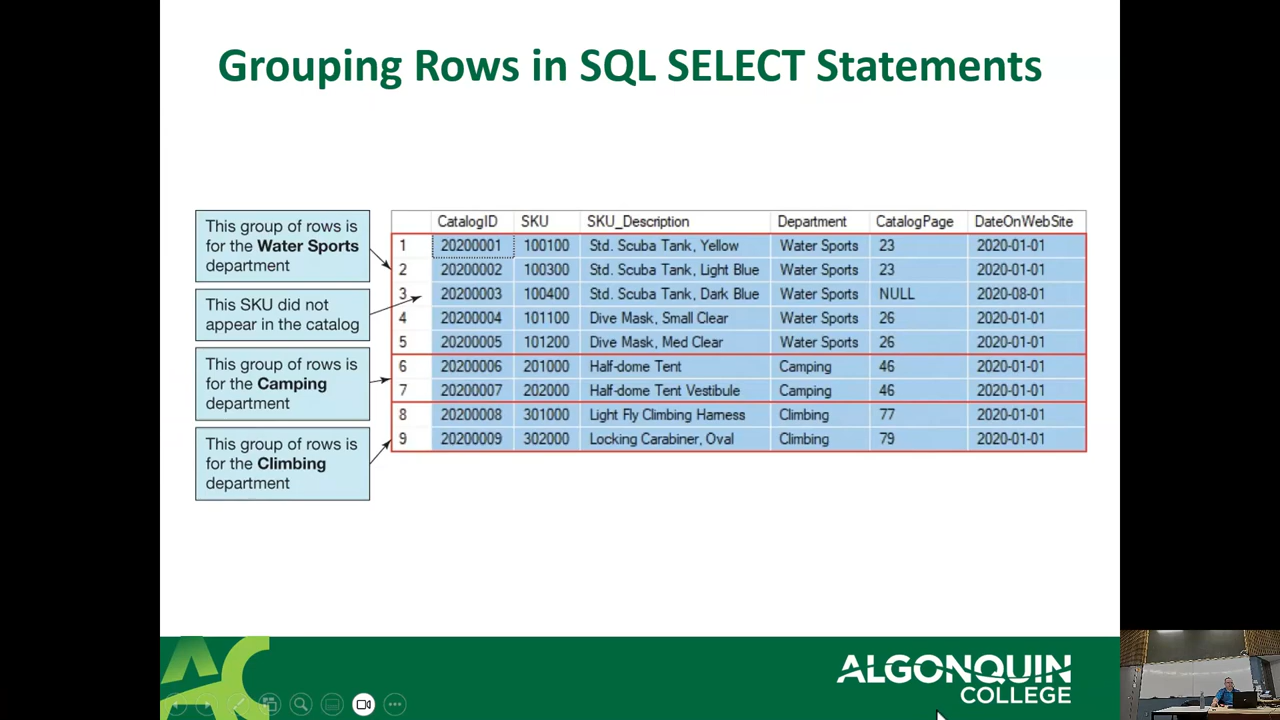 Grouping Rows in SQL SELECT Statements
This group of rows is
for the Water Sports
department
This SKU did not
appear in the catalog
This group of rows is
for the Camping
department
This group of rows is
for the Climbing
department
CatalogID SKU SKU_Description Department CatalogPage DateOnWebSite
1 20200001 100100 Std. Scuba Tank, Yellow Water Sports 23 2020-01-01
2 20200002 100300 Std. Scuba Tank, Light Blue Water Sports 23 2020-01-01
3 20200003 100400 Std. Scuba Tank, Dark Blue Water Sports NULL 2020-08-01
4 20200004 101100 Dive Mask, Small Clear Water Sports 26 2020-01-01
5 20200005 101200 Dive Mask, Med Clear Water Sports 26 2020-01-01
6 20200006 201000 Half-dome Tent Camping 46 2020-01-01
7 20200007 202000 Half-dome Tent Vestibule Camping 46 2020-01-01
8 20200008 301000 Light Fly Climbing Harness Climbing 77 2020-01-01
9 20200009 302000 Locking Carabiner, Oval Climbing 79 2020-01-01
AC
ALGONQUIN
COLLEGE